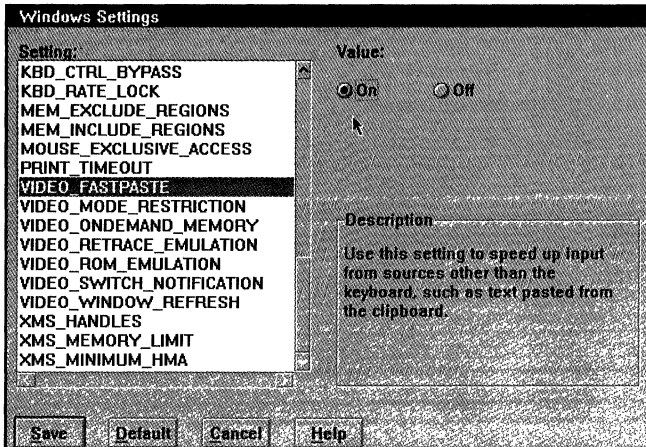 Windows Settings
Setting:
KBD_CTRL_BYPASS
KBD_RATE_LOCK
MEM_EXCLUDE_REGIONS
MEM_INCLUDE_REGIONS
MOUSE_EXCLUSIVE_ACCESS
PRINT_TIMEOUT
VIDEO_FASTPASTE
VIDEO_MODE_RESTRICTION
VIDEO_ONDEMAND_MEMORY
VIDEO_RETRACE_EMULATION
VIDEO_ROM_EMULATION
VIDEO_SWITCH_NOTIFICATION
VIDEO_WINDOW_REFRESH
XMS_HANDLES
XMS_MEMORY_LIMIT
XMS_MINIMUM_HMA
Value:
On Off
Description
Use this setting to speed up input
from sources other than the
keyboard, such as text pasted from
the clipboard.
Save Default Cancel Help